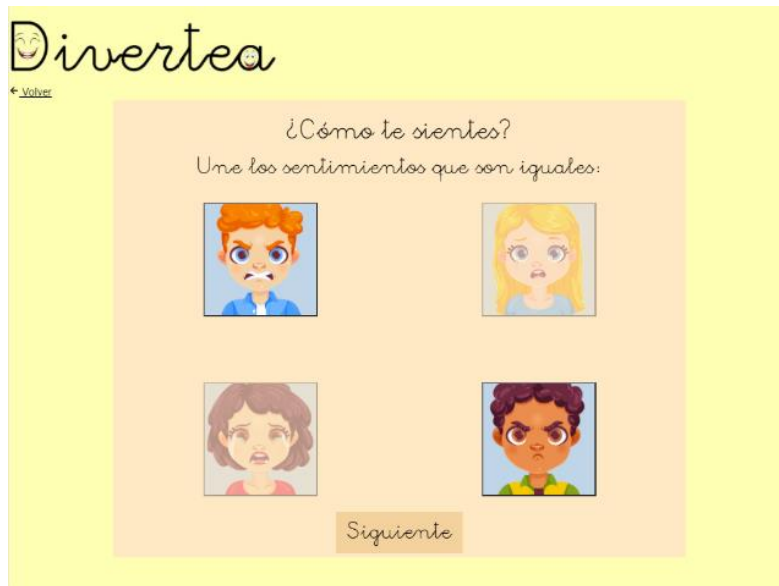 Divertea
← Volver
¿Cómo te sientes?
Une los sentimientos que son iguales:
Siguiente